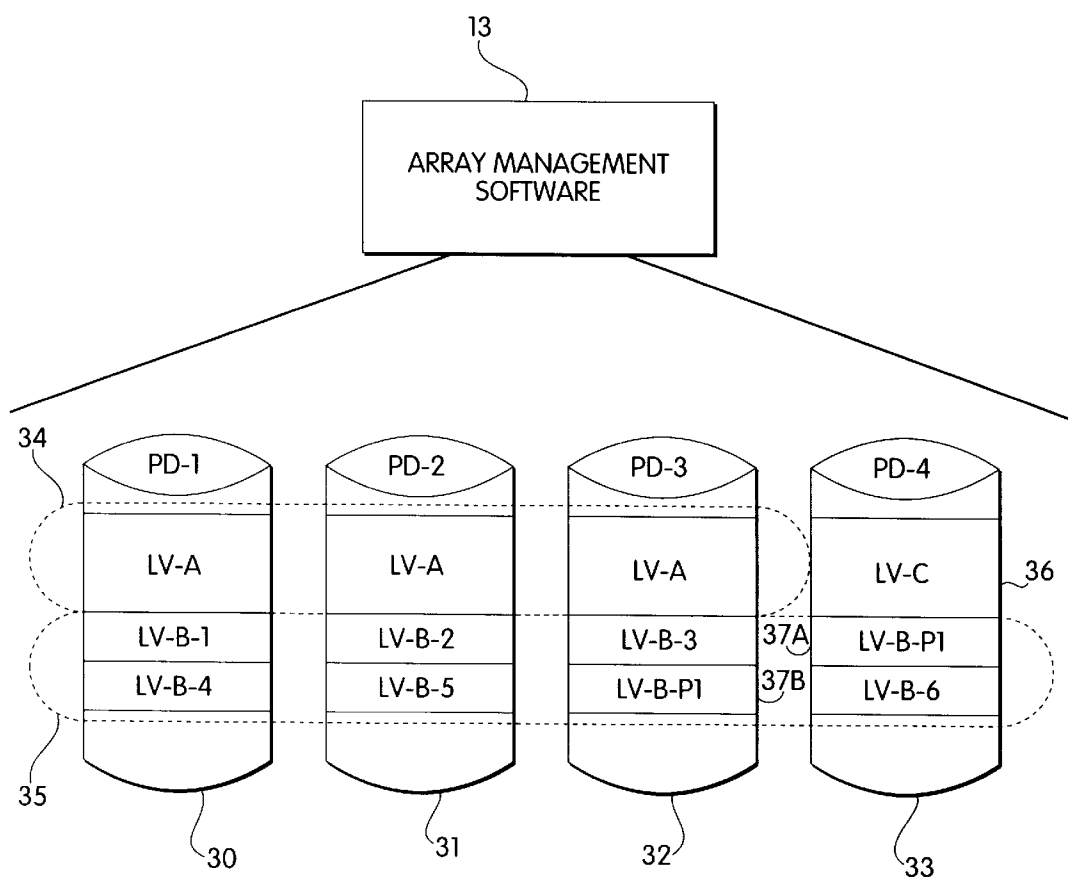 13
ARRAY MANAGEMENT
SOFTWARE
34
PD-1
PD-2
PD-3
PD-4
LV-A
LV-A
LV-A
LV-C
36
LV-B-1
LV-B-2
LV-B-3
37A
LV-B-P1
LV-B-4
LV-B-5
LV-B-P1
37B
LV-B-6
35
30
31
32
33